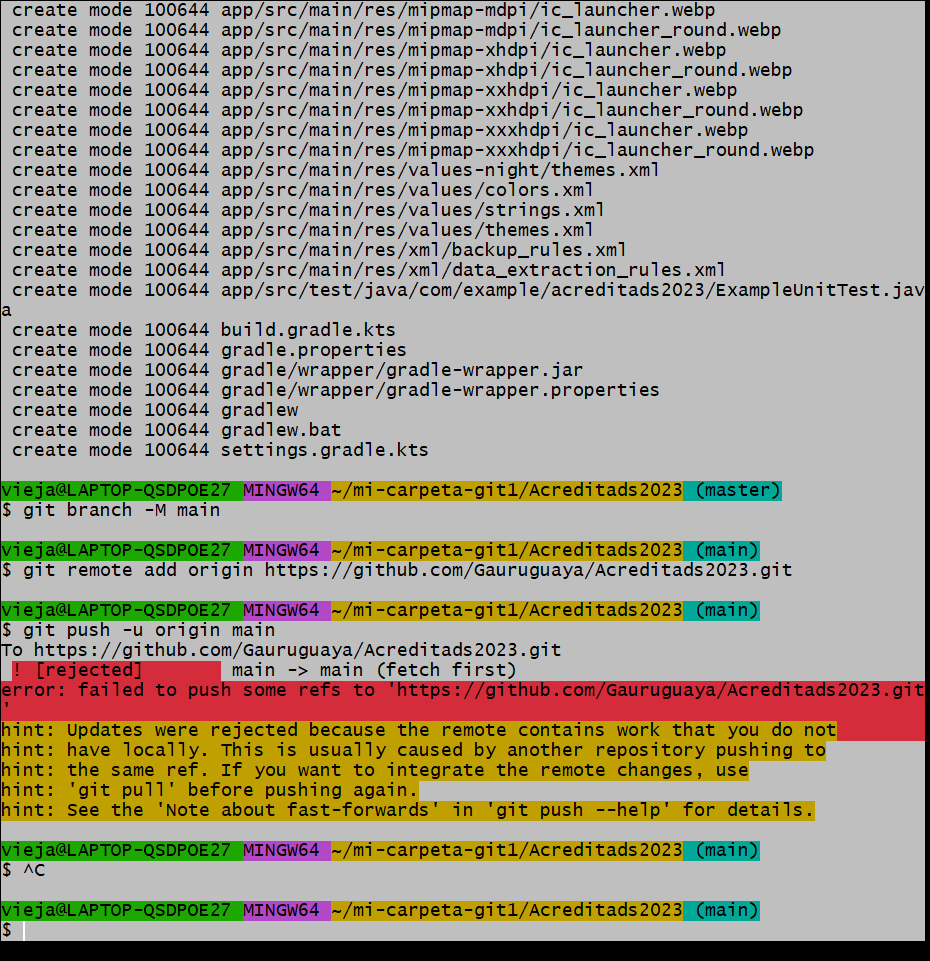 create mode 100644 app/src/main/res/mipmap-mdpi/ic_launcher.webp
create mode 100644 app/src/main/res/mipmap-mdpi/ic_launcher_round.webp
create mode 100644 app/src/main/res/mipmap-xhdpi/ic_launcher.webp
create mode 100644 app/src/main/res/mipmap-xhdpi/ic_launcher_round.webp
create mode 100644 app/src/main/res/mipmap-xxhdpi/ic_launcher.webp
create mode 100644 app/src/main/res/mipmap-xxhdpi/ic_launcher_round.webp
create mode 100644 app/src/main/res/mipmap-xxxhdpi/ic_launcher.webp
create mode 100644 app/src/main/res/mipmap-xxxhdpi/ic_launcher_round.webp
create mode 100644 app/src/main/res/values-night/themes.xml
create mode 100644 app/src/main/res/values/colors.xml
create mode 100644 app/src/main/res/values/strings.xml
create mode 100644 app/src/main/res/values/themes.xml
create mode 100644 app/src/main/res/xml/backup_rules.xml
create mode 100644 app/src/main/res/xml/data_extraction_rules.xml
create mode 100644 app/src/test/java/com/example/acreditads2023/ExampleUnitTest.jav
a
create mode 100644 build.gradle.kts
create mode 100644 gradle.properties
create mode 100644 gradle/wrapper/gradle-wrapper.jar
create mode 100644 gradle/wrapper/gradle-wrapper.properties
create mode 100644 gradlew
create mode 100644 gradlew.bat
create mode 100644 settings.gradle.kts
vieja@LAPTOP-QSDPOE27 MINGW64 ~/mi-carpeta-git1/Acreditads2023 (master)
$ git branch -M main
vieja@LAPTOP-QSDPOE27 MINGW64 ~/mi-carpeta-git1/Acreditads2023 (main)
$ git remote add origin https://github.com/Gauruguaya/Acreditads2023.git
vieja@LAPTOP-QSDPOE27 MINGW64 ~/mi-carpeta-git1/Acreditads2023 (main)
$ git push -u origin main
To https://github.com/Gauruguaya/Acreditads2023.git
! [rejected]        main -> main (fetch first)
error: failed to push some refs to 'https://github.com/Gauruguaya/Acreditads2023.git
'
hint: Updates were rejected because the remote contains work that you do not
hint: have locally. This is usually caused by another repository pushing to
hint: the same ref. If you want to integrate the remote changes, use
hint: 'git pull' before pushing again.
hint: See the 'Note about fast-forwards' in 'git push --help' for details.
vieja@LAPTOP-QSDPOE27 MINGW64 ~/mi-carpeta-git1/Acreditads2023 (main)
$ ^C
vieja@LAPTOP-QSDPOE27 MINGW64 ~/mi-carpeta-git1/Acreditads2023 (main)
$